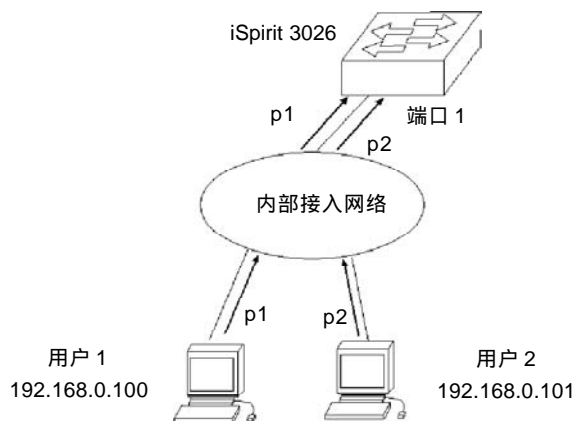 iSpirit 3026
p1
端口 1
p2
内部接入网络
p1
p2
用户 1
192.168.0.100
用户 2
192.168.0.101